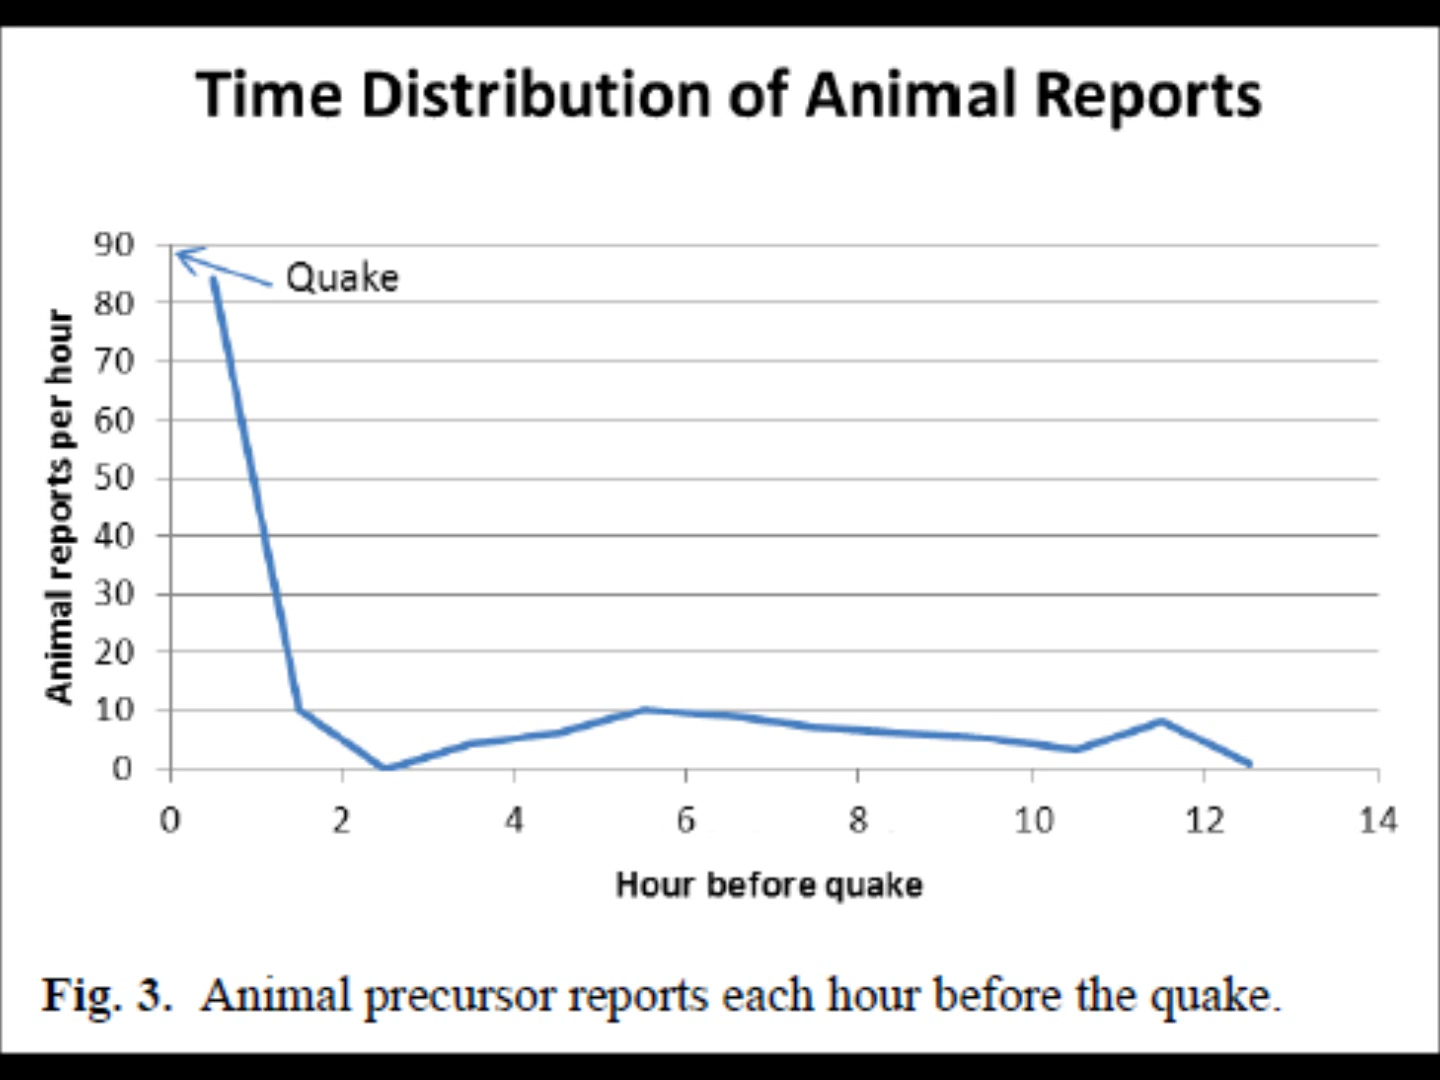 Time Distribution of Animal Reports
90
Quake
80
70
60
50
40
30
20
10
0
Animal reports per hour
0 2 4 6 8 10 12 14
Hour before quake
Fig. 3. Animal precursor reports each hour before the quake.